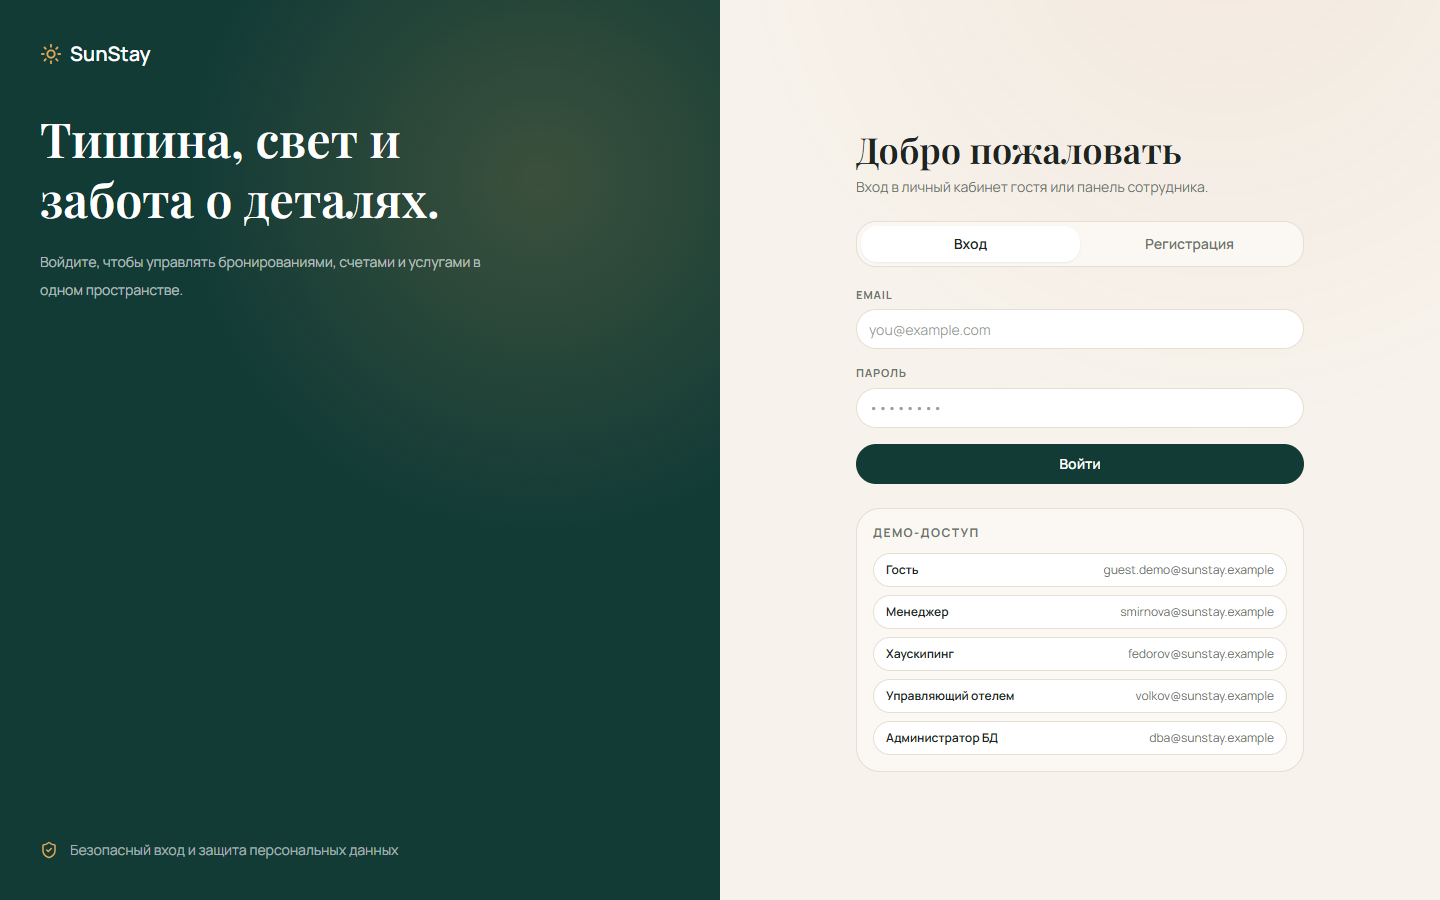 SunStay
Тишина, свет и
забота о деталях.
Войдите, чтобы управлять бронированиями, счетами и услугами в
одном пространстве.
Безопасный вход и защита персональных данных
Добро пожаловать
Вход в личный кабинет гостя или панель сотрудника.
Вход
Регистрация
EMAIL
you@example.com
ПАРОЛЬ
••••••••
Войти
ДЕМО-ДОСТУП
Гость guest.demo@sunstay.example
Менеджер smirnova@sunstay.example
Хаускипинг fedorov@sunstay.example
Управляющий отелем volkov@sunstay.example
Администратор БД dba@sunstay.example